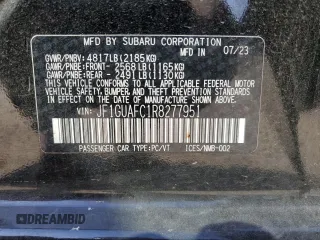 MFD BY SUBARU CORPORATION 07/23
GVWR/PNBV: 4817LB(2185KG)
GAWR/PNBE:FRONT- 2568LB(1165KG)
GAWR/PNBE:REAR - 2491LB(1130KG)
THIS VEHICLE CONFORMS TO ALL APPLICABLE FEDERAL MOTOR
VEHICLE SAFETY, BUMPER, AND THEFT PREVENTION STANDARDS
IN EFFECT ON THE DATE OF MANUFACTURE SHOWN ABOVE.
VIN: JF1GUAFC1R8277951
PASSENGER CAR TYPE:PC/VT ICES/NMB-002
DREAMBID